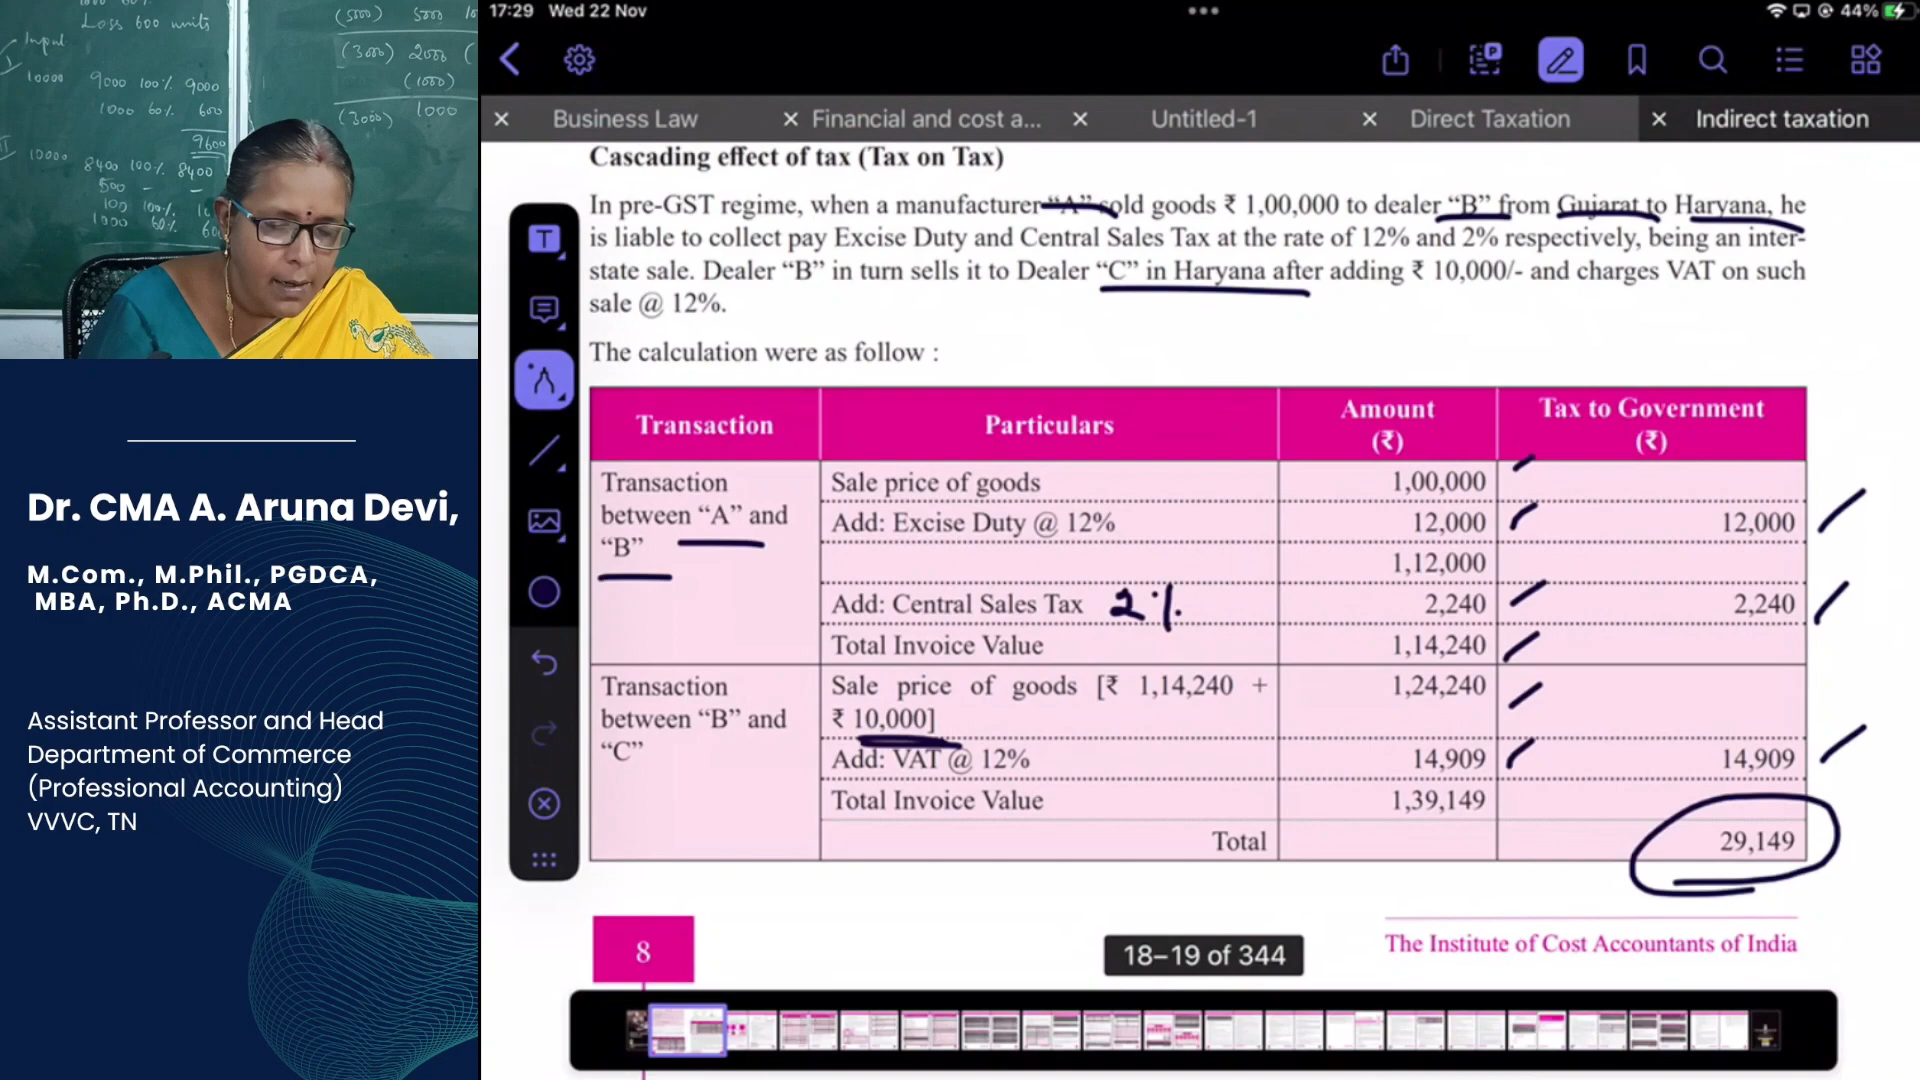 Loss 600 units
Input
10000 9000 100% 9000
1000 60% 600
9600
10000 8400 100% 8400
500 -
100 100%
1000 60%
(5000) 5000
(3000) 2000
(1000)
(3000) 1000
Dr. CMA A. Aruna Devi,
M.Com., M.Phil., PGDCA,
MBA, Ph.D., ACMA
Assistant Professor and Head
Department of Commerce
(Professional Accounting)
VVVC, TN
17:29 Wed 22 Nov
44%
Business Law
Financial and cost a...
Untitled-1
Direct Taxation
Indirect taxation
Cascading effect of tax (Tax on Tax)
In pre-GST regime, when a manufacturer “A” sold goods ₹ 1,00,000 to dealer “B” from Gujarat to Haryana, he
is liable to collect pay Excise Duty and Central Sales Tax at the rate of 12% and 2% respectively, being an inter-
state sale. Dealer “B” in turn sells it to Dealer “C” in Haryana after adding ₹ 10,000/- and charges VAT on such
sale @ 12%.
The calculation were as follow :
Transaction Particulars Amount (₹) Tax to Government (₹)
Transaction between “A” and “B” Sale price of goods 1,00,000
Add: Excise Duty @ 12% 12,000 12,000
1,12,000
Add: Central Sales Tax 2% 2,240 2,240
Total Invoice Value 1,14,240
Transaction between “B” and “C” Sale price of goods [₹ 1,14,240 + ₹ 10,000] 1,24,240
Add: VAT @ 12% 14,909 14,909
Total Invoice Value 1,39,149
Total 29,149
8
18–19 of 344
The Institute of Cost Accountants of India